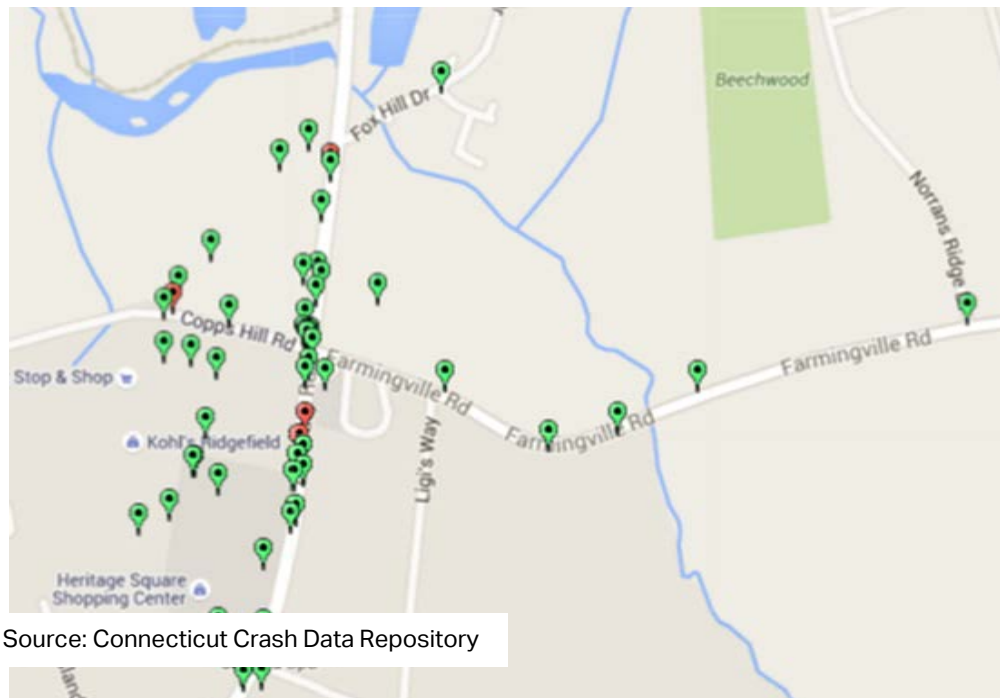 Beechwood
Fox Hill Dr
Norrans Ridge
Copps Hill Rd
Farmingville Rd
Farmingville Rd
Stop & Shop
Farmingville Rd
Kohl's Ridgefield
Ligi's Way
Heritage Square
Shopping Center
Source: Connecticut Crash Data Repository